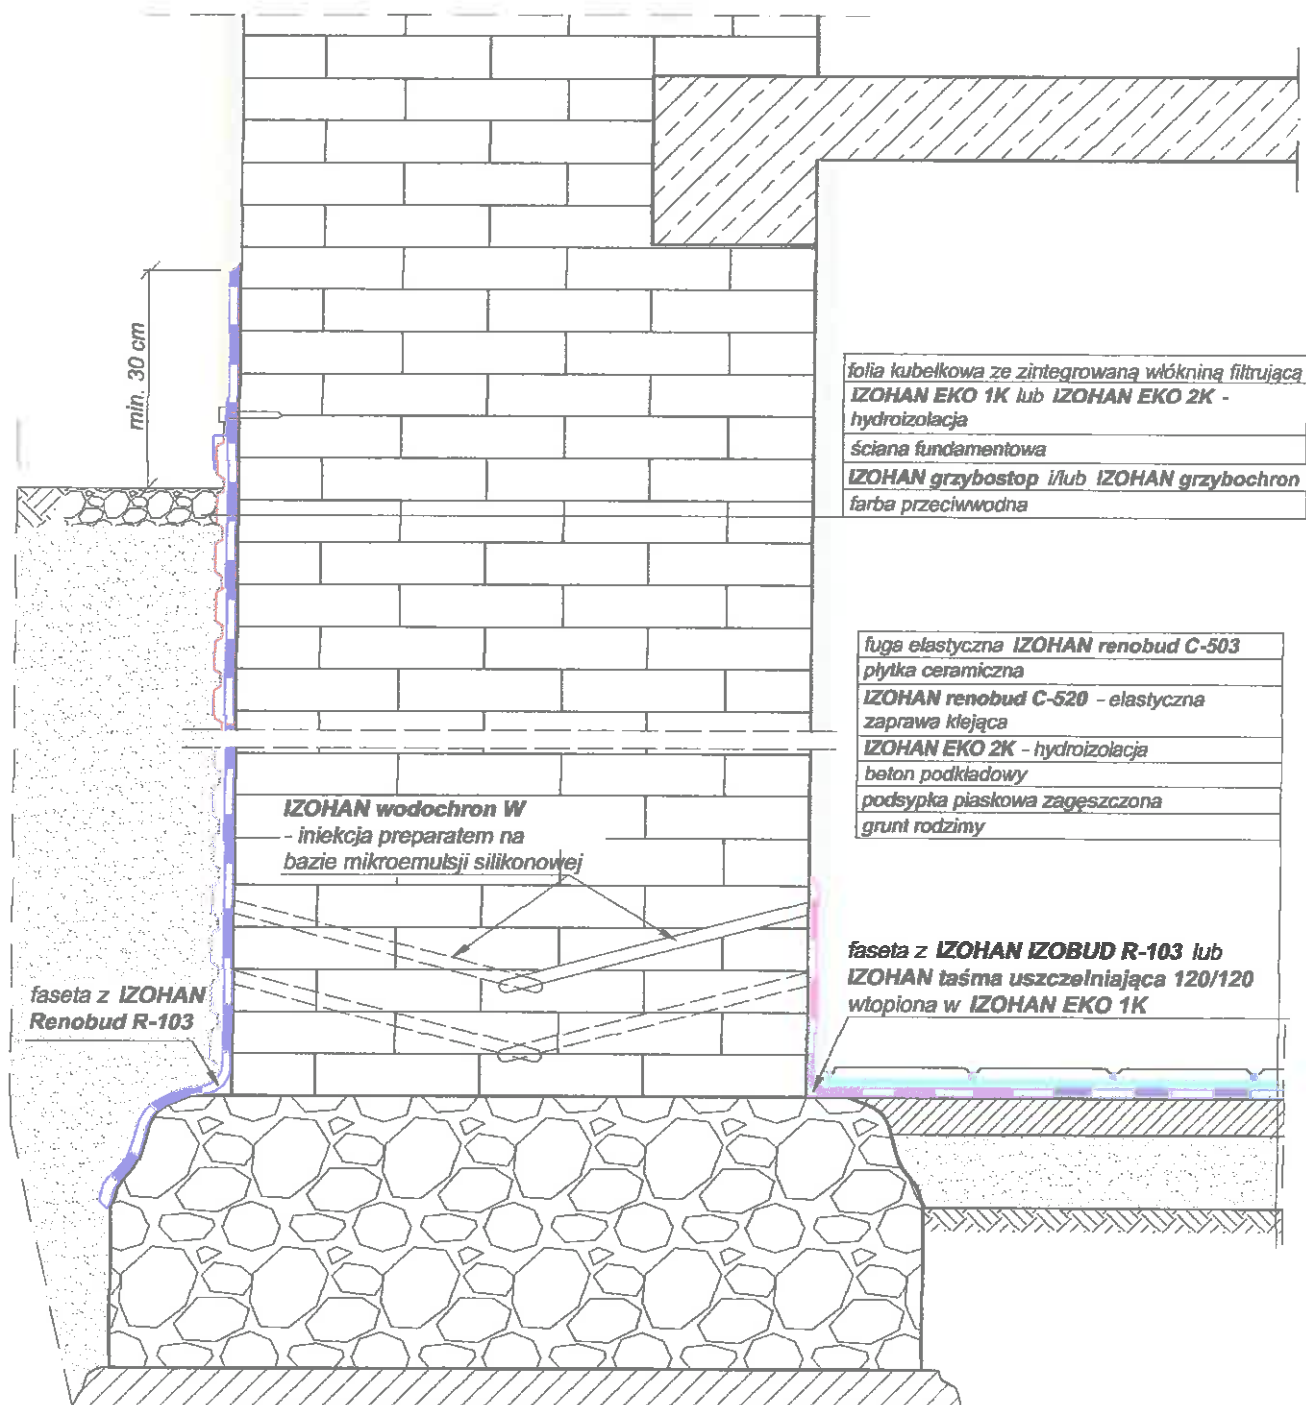 min. 30 cm
folia kubełkowa ze zintegrowaną włókniną filtrującą
IZOHAN EKO 1K lub IZOHAN EKO 2K -
hydroizolacja
ściana fundamentowa
IZOHAN grzybostop i/lub IZOHAN grzybochron
farba przeciwwodna
fuga elastyczna IZOHAN renobud C-503
płytka ceramiczna
IZOHAN renobud C-520 - elastyczna
zaprawa klejąca
IZOHAN EKO 2K - hydroizolacja
beton podkładowy
podsypka piaskowa zagęszczona
grunt rodzimy
IZOHAN wodochron W
- iniekcja preparatem na
bazie mikroemulsji silikonowej
faseta z IZOHAN IZOBUD R-103 lub
IZOHAN taśma uszczelniająca 120/120
wtopiona w IZOHAN EKO 1K
faseta z IZOHAN
Renobud R-103